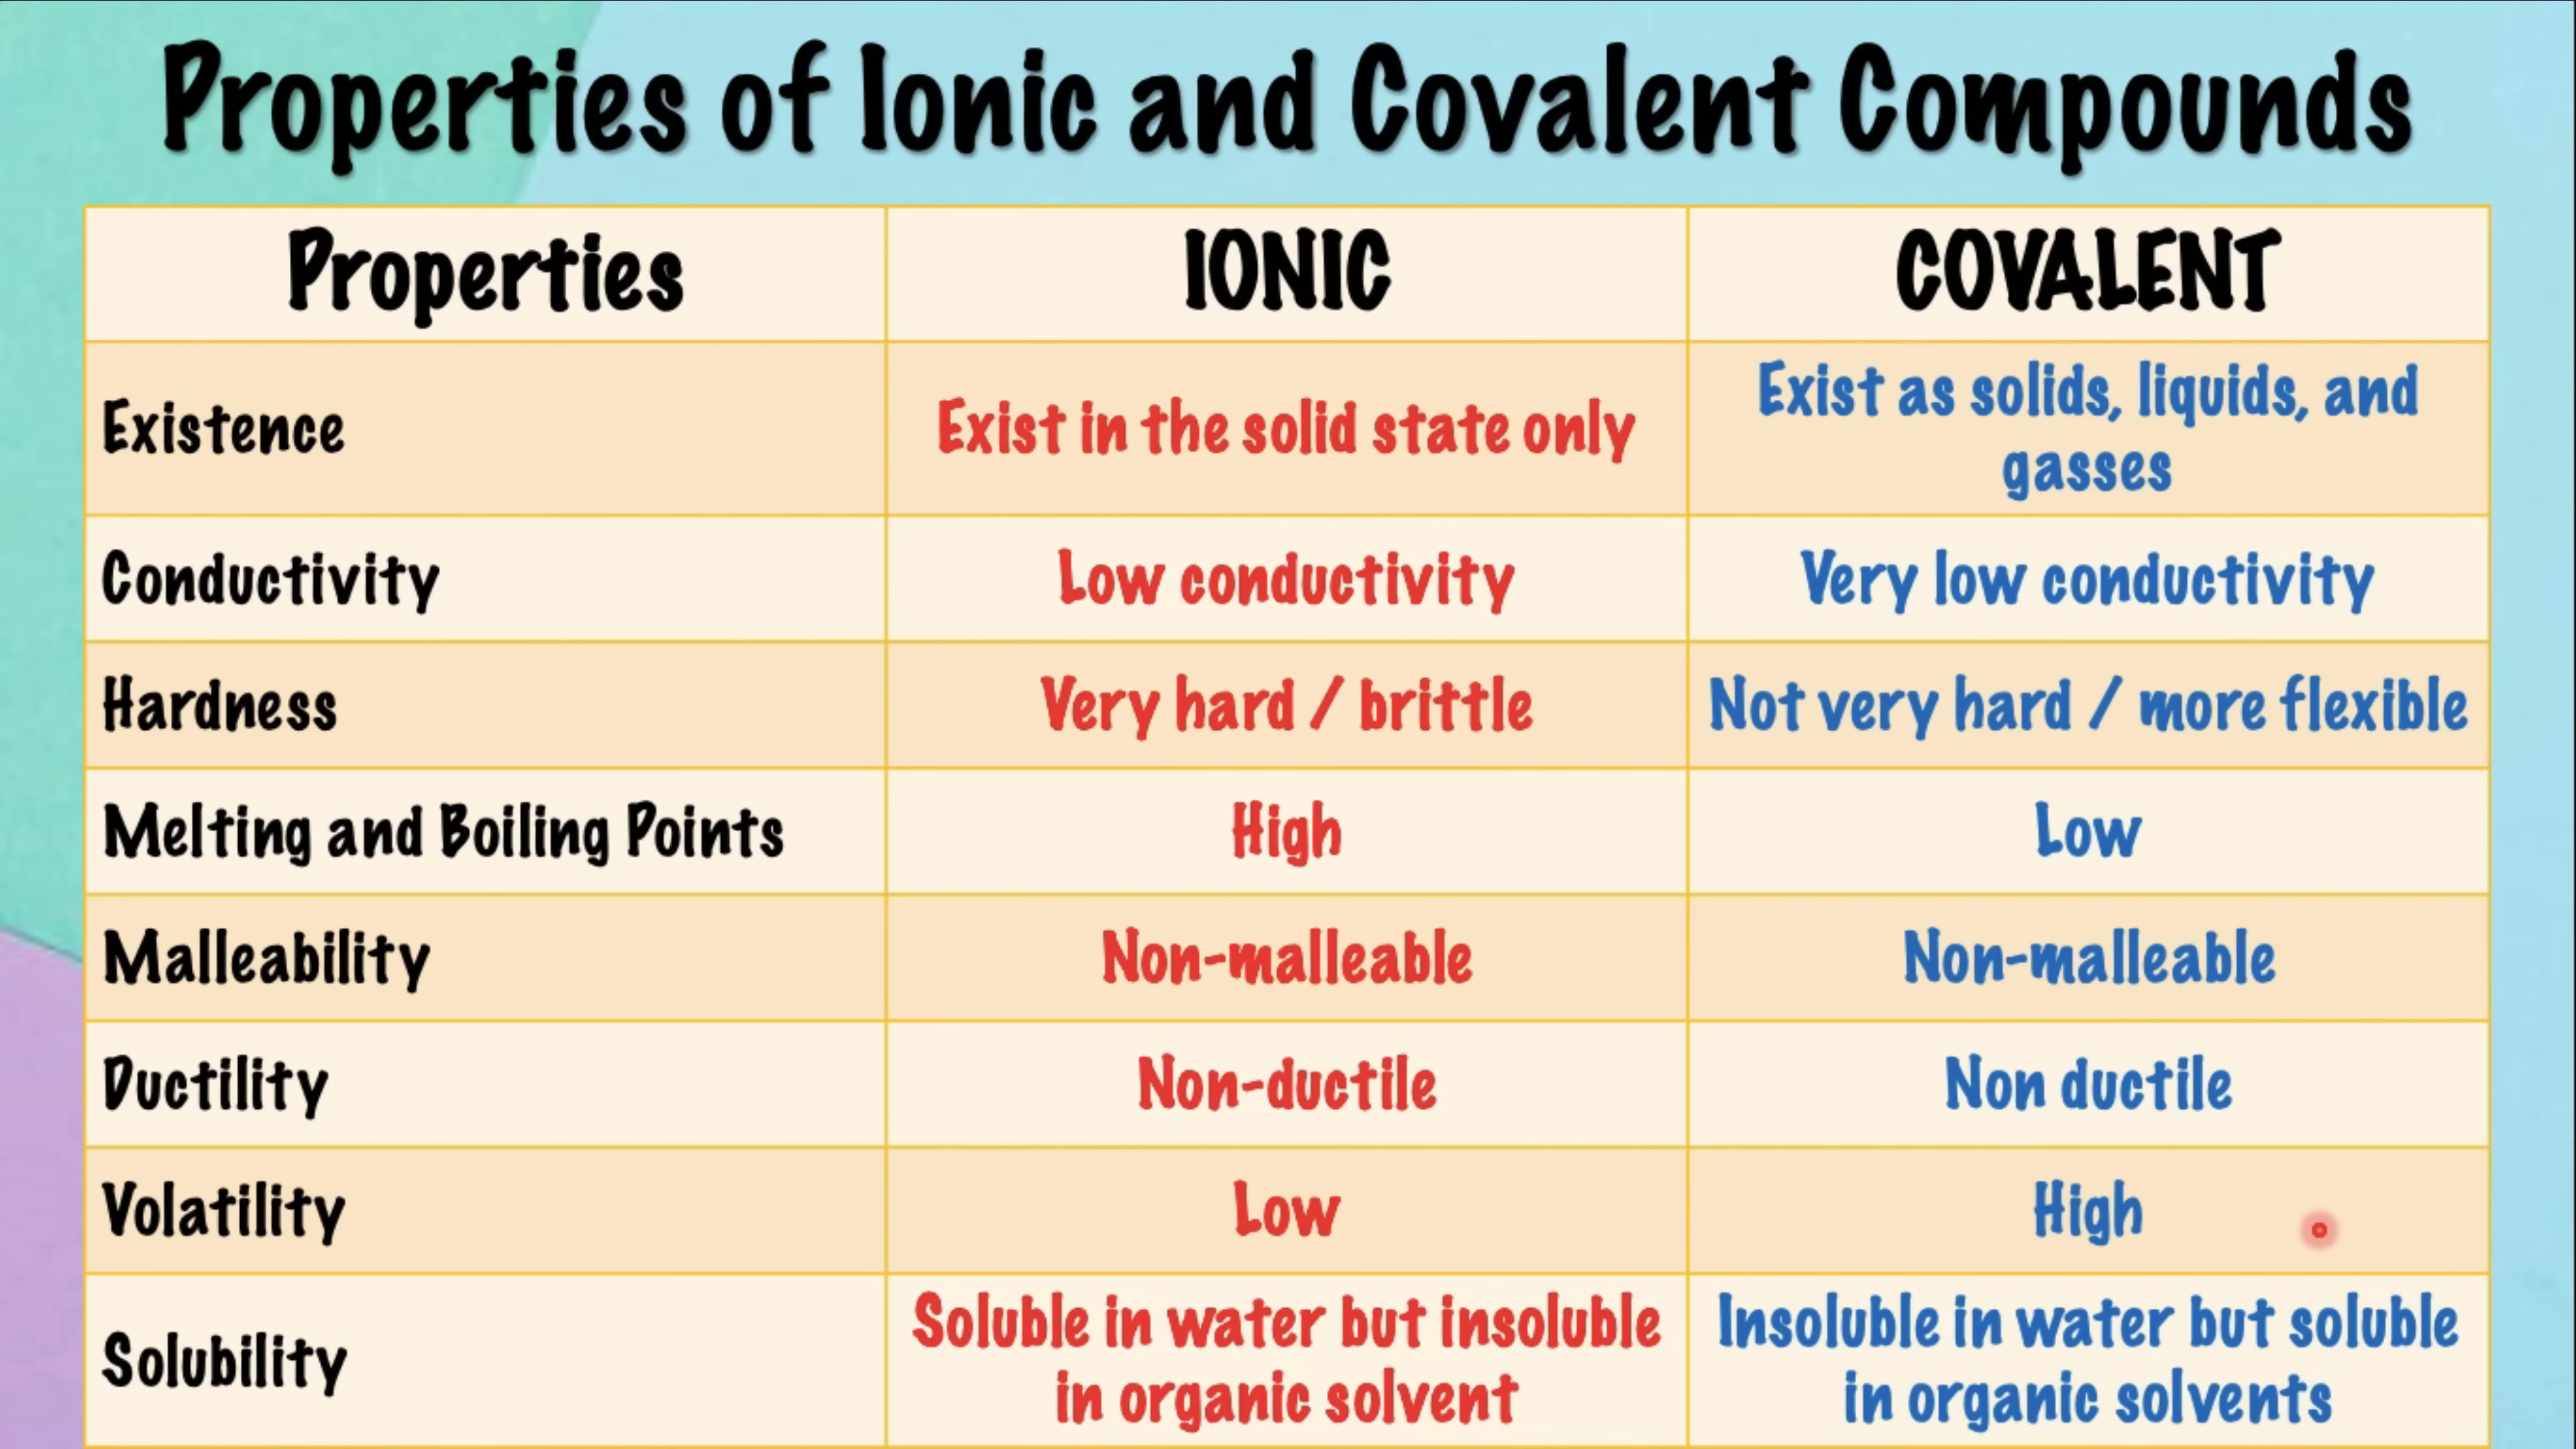 Properties of Ionic and Covalent Compounds
Properties IONIC COVALENT
Existence Exist in the solid state only Exist as solids, liquids, and
gasses
Conductivity Low conductivity Very low conductivity
Hardness Very hard / brittle Not very hard / more flexible
Melting and Boiling Points High Low
Malleability Non-malleable Non-malleable
Ductility Non-ductile Non ductile
Volatility Low High
Solubility Soluble in water but insoluble Insoluble in water but soluble
in organic solvent in organic solvents